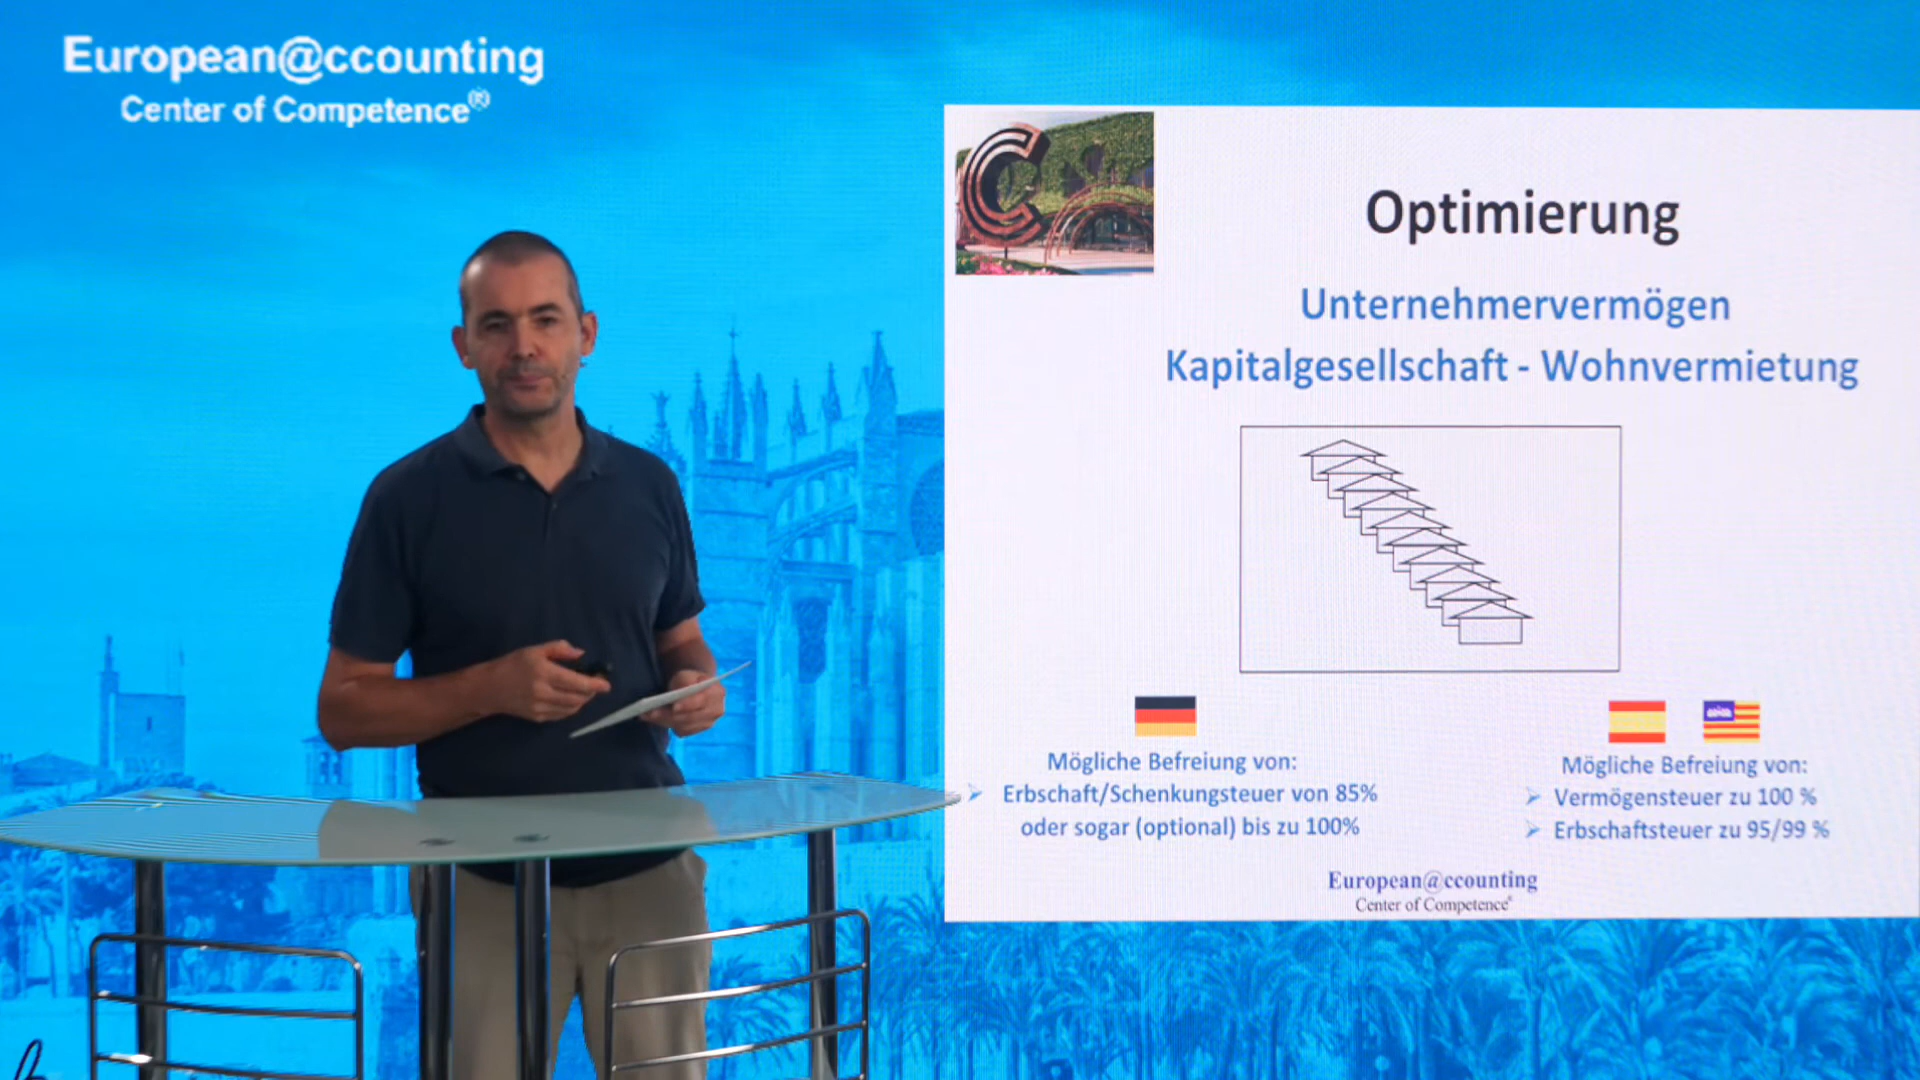 European@ccounting
Center of Competence®
Optimierung
Unternehmervermögen
Kapitalgesellschaft - Wohnvermietung
Mögliche Befreiung von:
➢ Erbschaft/Schenkungsteuer von 85%
oder sogar (optional) bis zu 100%
Mögliche Befreiung von:
➢ Vermögensteuer zu 100 %
➢ Erbschaftsteuer zu 95/99 %
European@ccounting
Center of Competence®